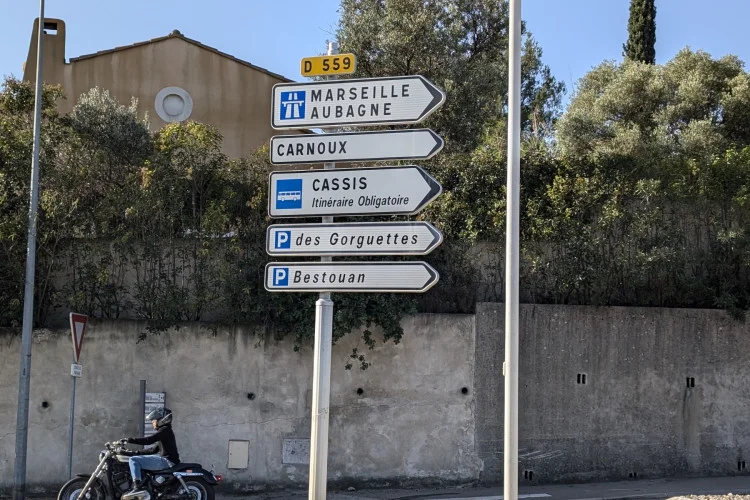 D 559
MARSEILLE
AUBAGNE
CARNOUX
CASSIS
Itinéraire Obligatoire
P des Gorguettes
P Bestouan